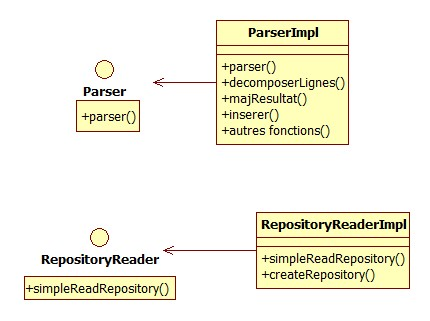 ParserImpl
+parser()
+decomposerLignes()
+majResultat()
+inserer()
+autres fonctions()
Parser
+parser()
RepositoryReaderImpl
+simpleReadRepository()
+createRepository()
RepositoryReader
+simpleReadRepository()